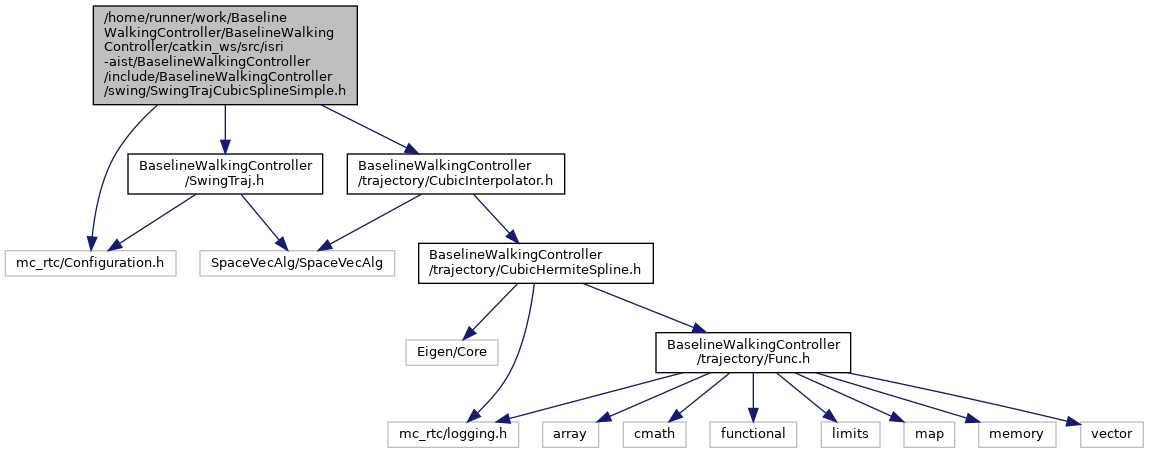 /home/runner/work/Baseline
WalkingController/BaselineWalking
Controller/catkin_ws/src/isri
-aist/BaselineWalkingController
/include/BaselineWalkingController
/swing/SwingTrajCubicSplineSimple.h
BaselineWalkingController
/SwingTraj.h
BaselineWalkingController
/trajectory/CubicInterpolator.h
mc_rtc/Configuration.h
SpaceVecAlg/SpaceVecAlg
BaselineWalkingController
/trajectory/CubicHermiteSpline.h
Eigen/Core
BaselineWalkingController
/trajectory/Func.h
mc_rtc/logging.h
array
cmath
functional
limits
map
memory
vector